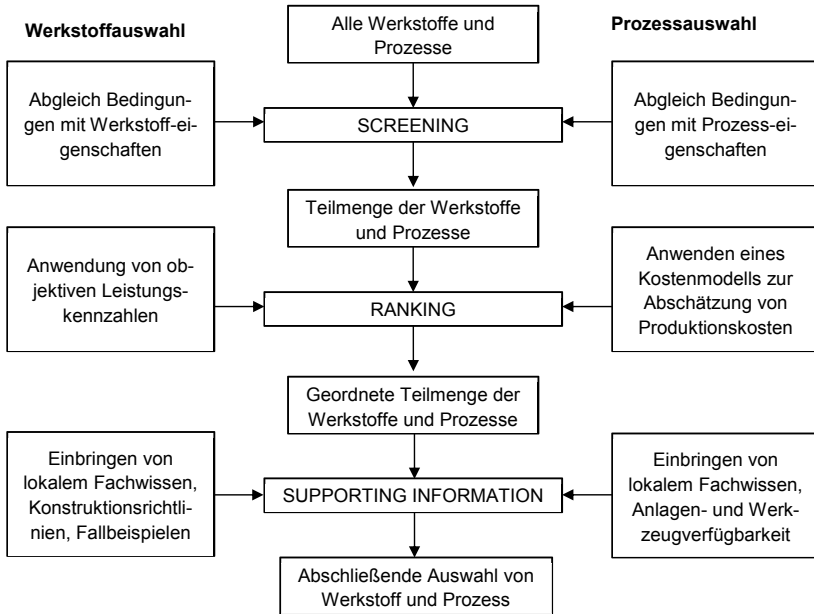 Werkstoffauswahl
Alle Werkstoffe und
Prozesse
Prozessauswahl
Abgleich Bedingun-
gen mit Werkstoff-ei-
genschaften
SCREENING
Abgleich Bedingun-
gen mit Prozess-ei-
genschaften
Teilmenge der Werkstoffe
und Prozesse
Anwendung von ob-
jektiven Leistungs-
kennzahlen
RANKING
Anwenden eines
Kostenmodells zur
Abschätzung von
Produktionskosten
Geordnete Teilmenge der
Werkstoffe und Prozesse
Einbringen von
lokalem Fachwissen,
Konstruktionsrichtli-
nien, Fallbeispielen
SUPPORTING INFORMATION
Einbringen von
lokalem Fachwissen,
Anlagen- und Werk-
zeugverfügbarkeit
Abschließende Auswahl von
Werkstoff und Prozess